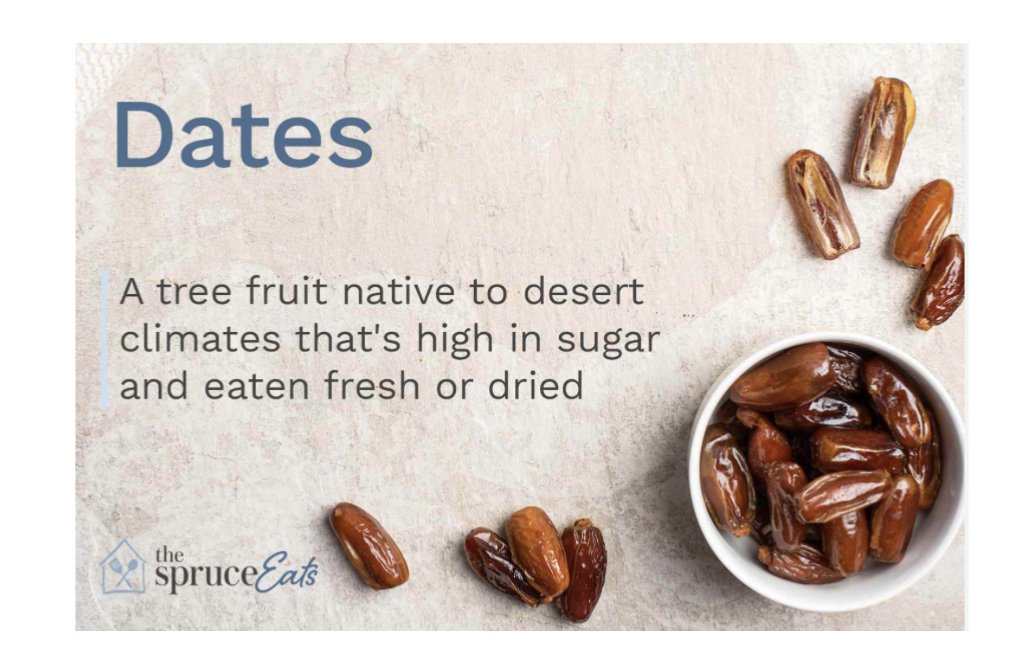 Dates
A tree fruit native to desert
climates that's high in sugar
and eaten fresh or dried
the
spruceEats